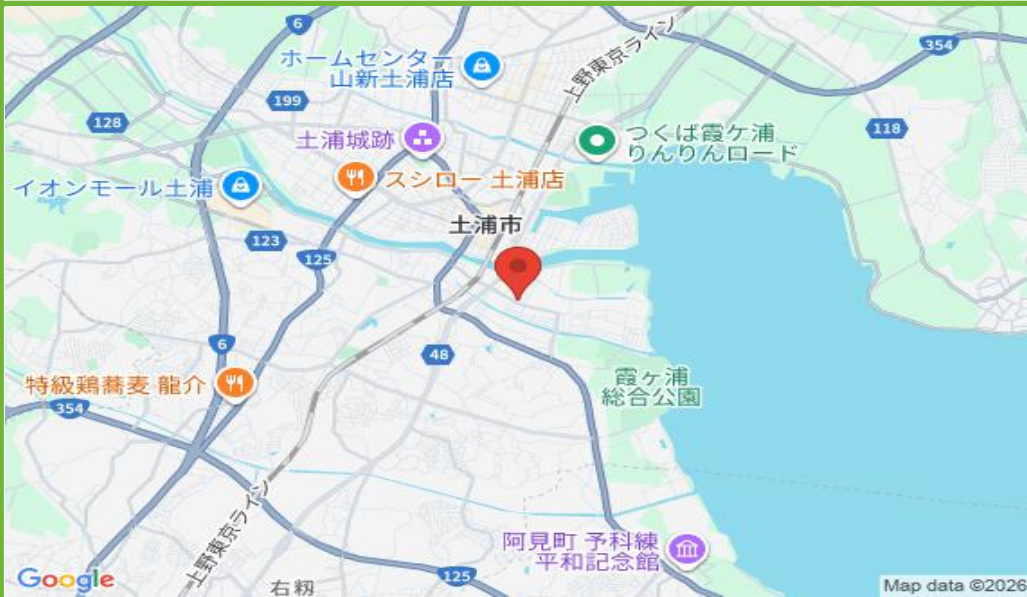 6
上野東京ライン
354
ホームセンター
山新土浦店
199
128
土浦城跡
つくば霞ケ浦
りんりんロード
118
イオンモール土浦
スシロー 土浦店
土浦市
123
125
6
48
特級鶏蕎麦 龍介
354
霞ヶ浦
総合公園
上野東京ライン
阿見町 予科練
平和記念館
Google
右籾
125
Map data ©2026